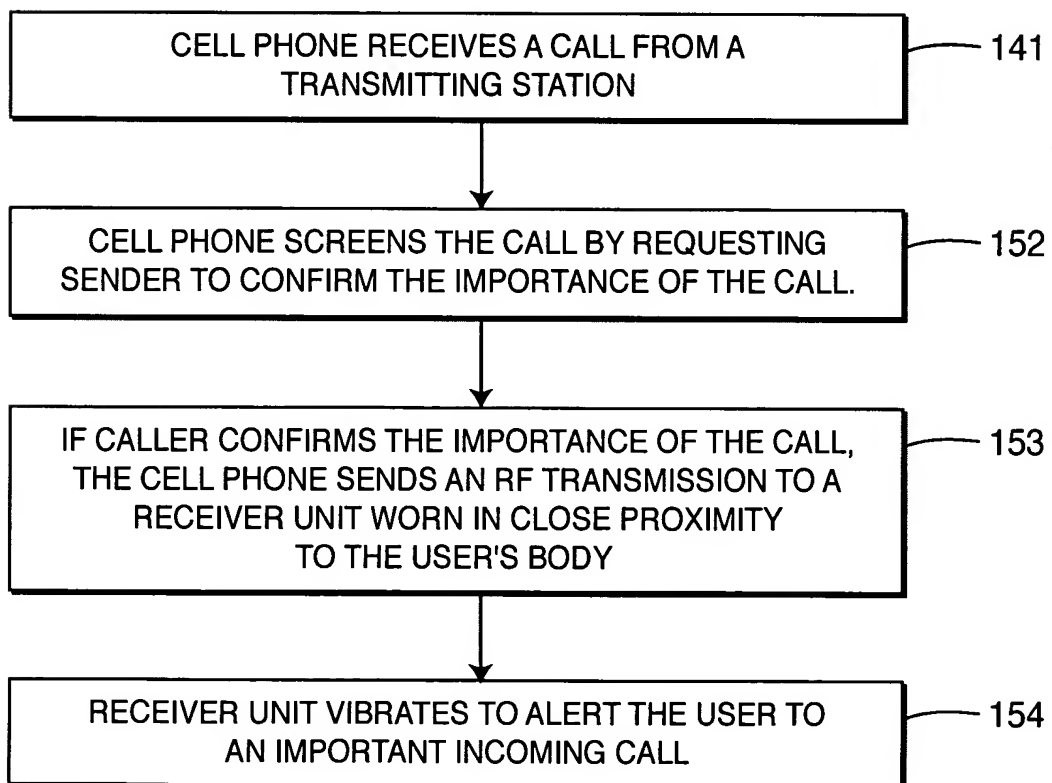 CELL PHONE RECEIVES A CALL FROM A
TRANSMITTING STATION
141
CELL PHONE SCREENS THE CALL BY REQUESTING
SENDER TO CONFIRM THE IMPORTANCE OF THE CALL.
152
IF CALLER CONFIRMS THE IMPORTANCE OF THE CALL,
THE CELL PHONE SENDS AN RF TRANSMISSION TO A
RECEIVER UNIT WORN IN CLOSE PROXIMITY
TO THE USER'S BODY
153
RECEIVER UNIT VIBRATES TO ALERT THE USER TO
AN IMPORTANT INCOMING CALL
154